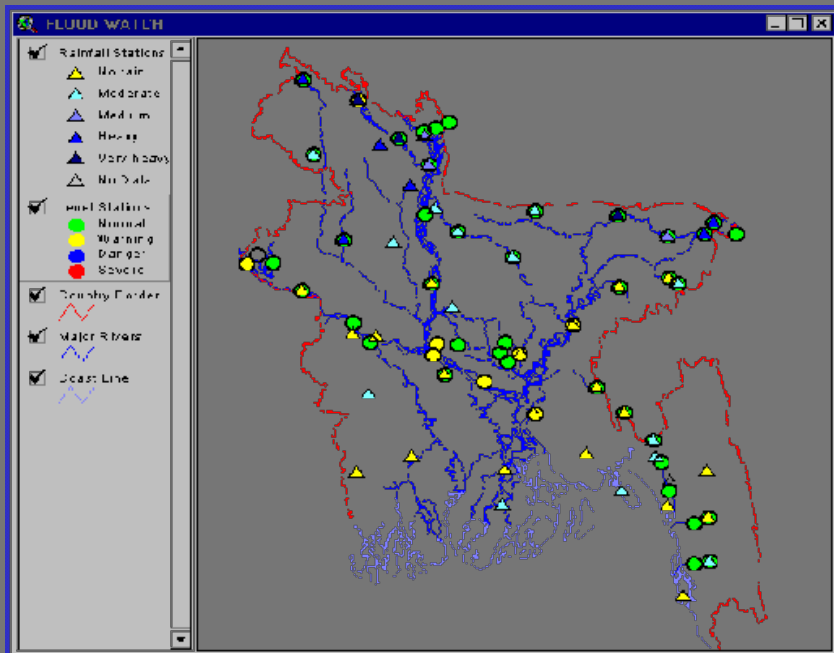 FLOOD WATCH
Rainfall Stations
No rain
Moderate
Medium
Heavy
Very heavy
No Data
Level Stations
Normal
Warning
Danger
Severe
Country Border
Major Rivers
Coast Line